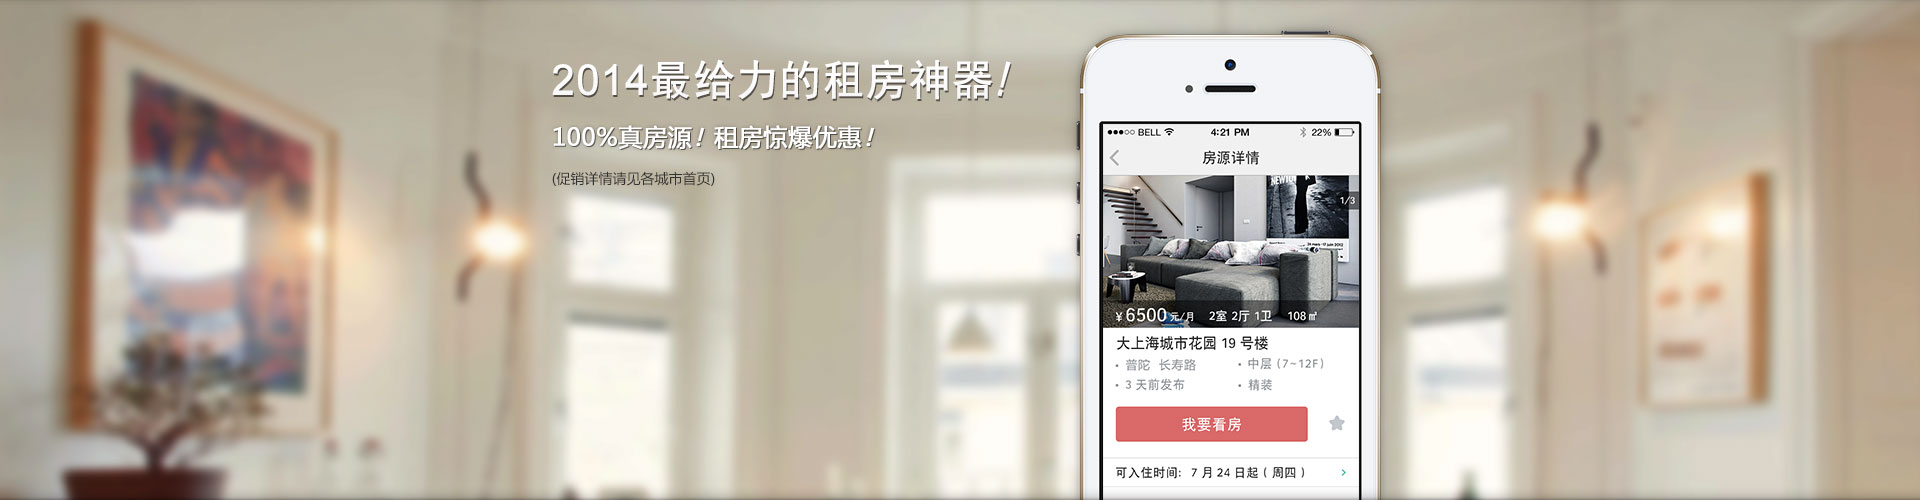 2014最给力的租房神器!
100%真房源！租房惊爆优惠！
(促销详情请见各城市首页)
BELL 4:21 PM 22%
房源详情
1/3
¥6500元/月 2室 2厅 1卫 108㎡
大上海城市花园 19 号楼
• 普陀 长寿路 • 中层 (7~12F)
• 3 天前发布 • 精装
我要看房
可入住时间: 7 月 24 日起 ( 周四 )